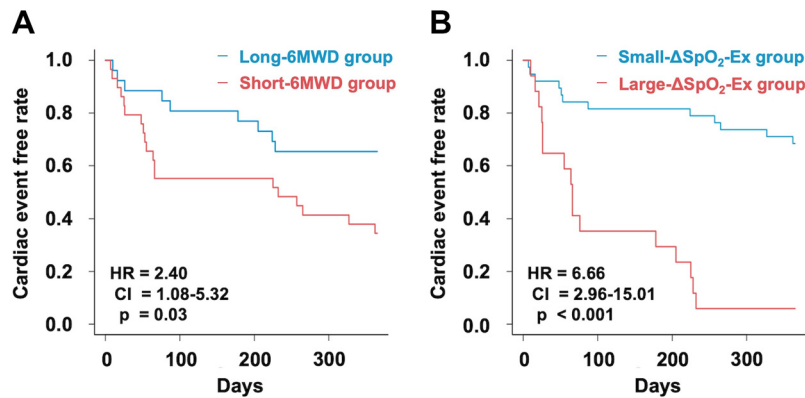 A
Long-6MWD group
Short-6MWD group
Cardiac event free rate
1.0
0.8
0.6
0.4
0.2
0.0
HR = 2.40
CI = 1.08-5.32
p = 0.03
0 100 200 300
Days
B
Small-ΔSpO₂-Ex group
Large-ΔSpO₂-Ex group
Cardiac event free rate
1.0
0.8
0.6
0.4
0.2
0.0
HR = 6.66
CI = 2.96-15.01
p < 0.001
0 100 200 300
Days